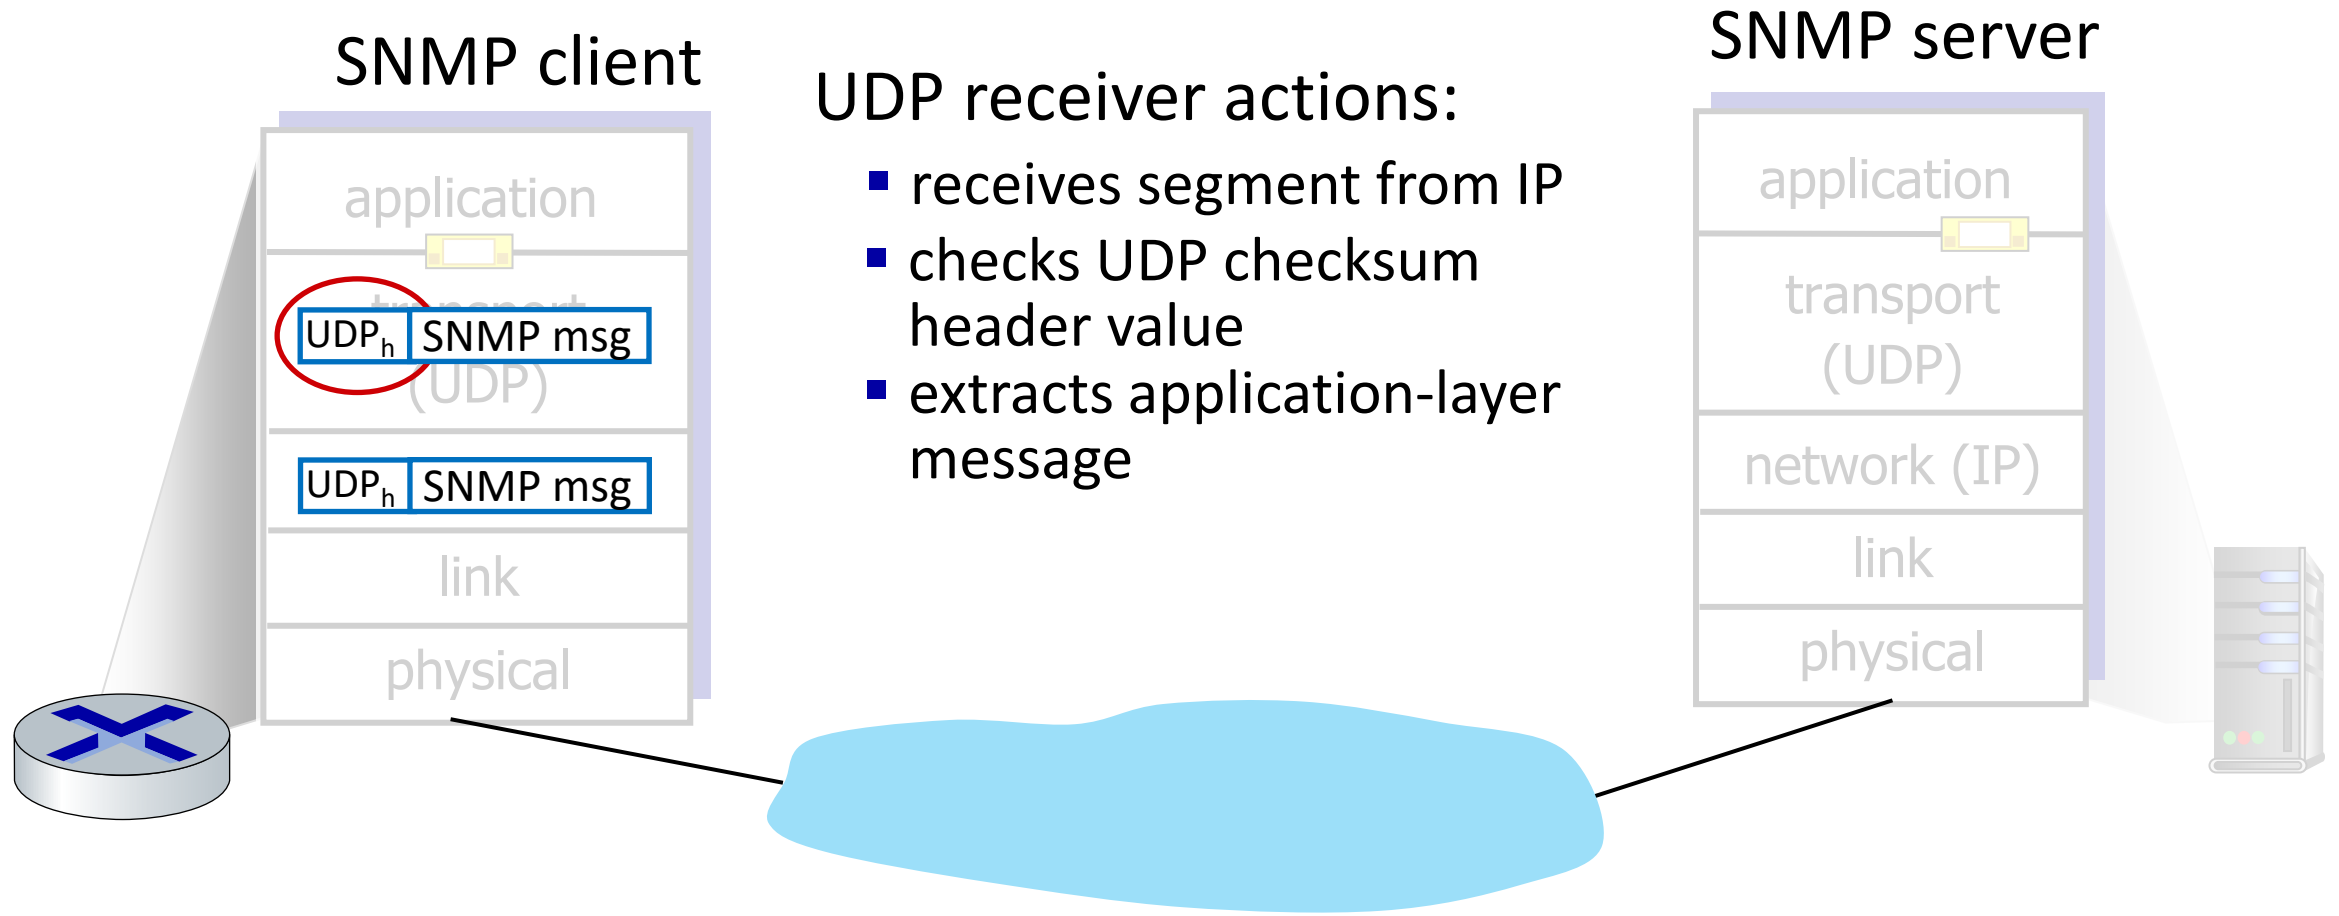 SNMP client
application
transport
UDPh SNMP msg
(UDP)
UDPh SNMP msg
link
physical
UDP receiver actions:
receives segment from IP
checks UDP checksum
header value
extracts application-layer
message
SNMP server
application
transport
(UDP)
network (IP)
link
physical